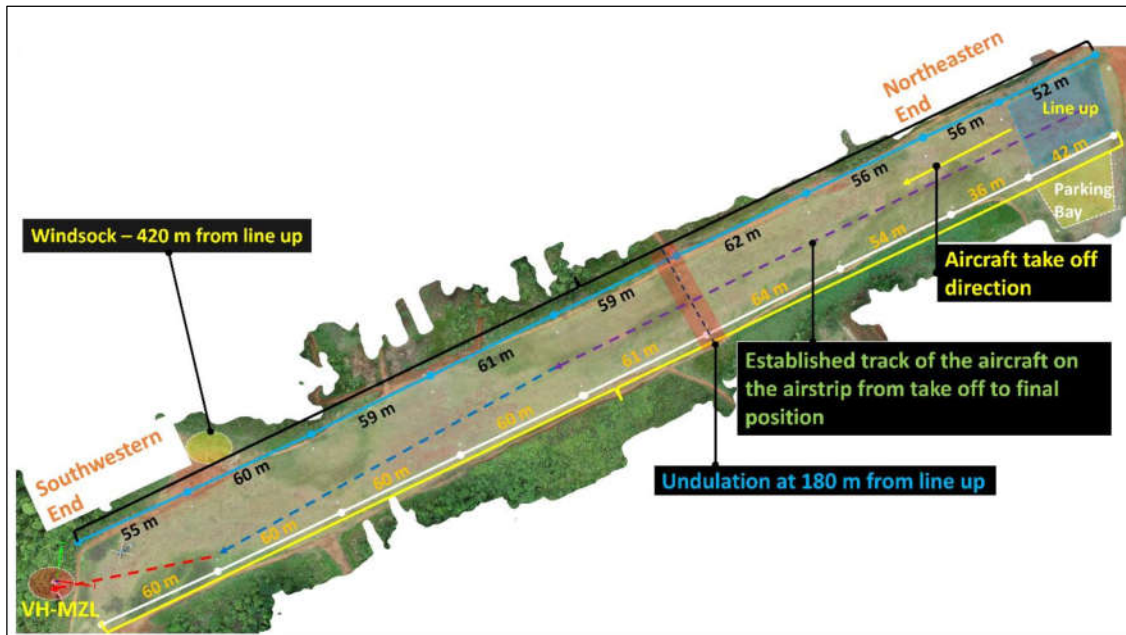 Northeastern
End
52 m
Line up
56 m
42 m
56 m
36 m
Parking
Bay
62 m
54 m
Windsock – 420 m from line up
Aircraft take off
direction
59 m
64 m
61 m
61 m
Established track of the aircraft on
the airstrip from take off to final
position
59 m
60 m
60 m
60 m
Undulation at 180 m from line up
Southwestern
End
55 m
60 m
60 m
VH-MZL